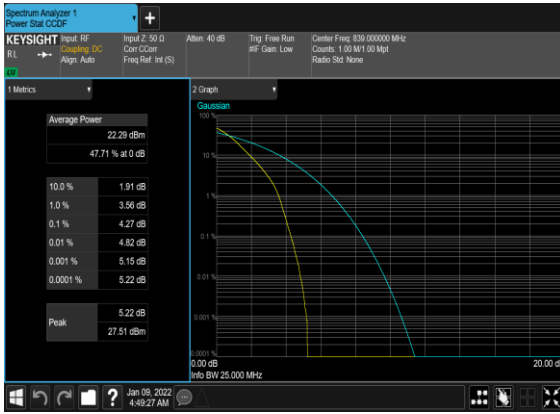 Spectrum Analyzer 1
Power Stat CCDF
+
KEYSIGHT
RL
Input: RF
Coupling: DC
Align: Auto
Input Z: 50 Ω
Corr CCorr
Freq Ref: Int (S)
Atten: 40 dB
Trig: Free Run
#IF Gain: Low
Center Freq: 839.000000 MHz
Counts: 1.00 M/1.00 Mpt
Radio Std: None
1 Metrics
Average Power
22.29 dBm
47.71 % at 0 dB
10.0 % 1.91 dB
1.0 % 3.56 dB
0.1 % 4.27 dB
0.01 % 4.82 dB
0.001 % 5.15 dB
0.0001 % 5.22 dB
Peak
5.22 dB
27.51 dBm
2 Graph
Gaussian
100 %
10 %
1 %
0.1 %
0.01 %
0.001 %
0.0001 %
0.00 dB
20.00 d
Info BW 25.000 MHz
?
Jan 09, 2022
4:49:27 AM